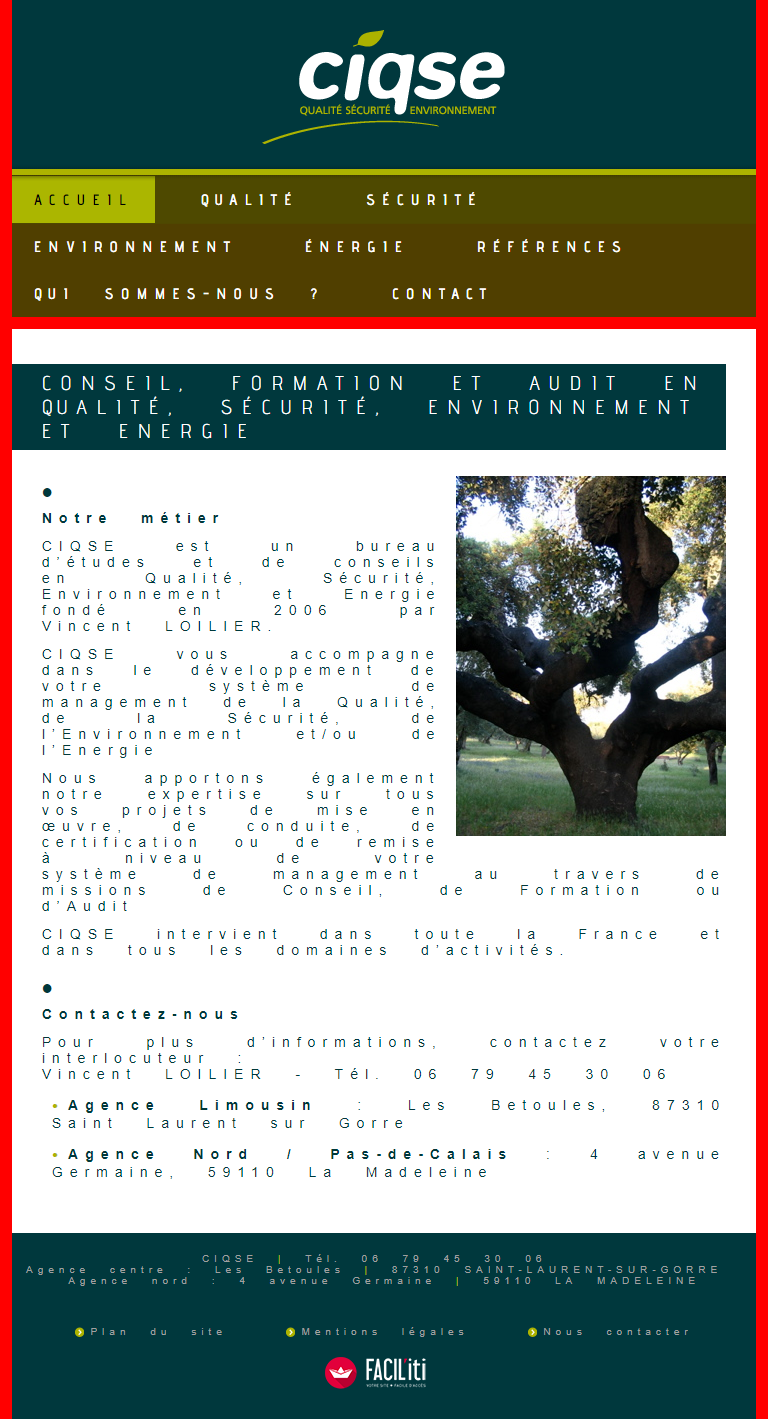 ciqse
QUALITÉ SÉCURITÉ ENVIRONNEMENT
ACCUEIL QUALITÉ SÉCURITÉ
ENVIRONNEMENT ÉNERGIE RÉFÉRENCES
QUI SOMMES-NOUS ? CONTACT
CONSEIL, FORMATION ET AUDIT EN
QUALITÉ, SÉCURITÉ, ENVIRONNEMENT
ET ENERGIE
Notre métier
CIQSE est un bureau
d’études et de conseils
en Qualité, Sécurité,
Environnement et Energie
fondé en 2006 par
Vincent LOILIER.
CIQSE vous accompagne
dans le développement de
votre système de
management de la Qualité,
de la Sécurité, de
l’Environnement et/ou de
l’Energie
Nous apportons également
notre expertise sur tous
vos projets de mise en
œuvre, de conduite, de
certification ou de remise
à niveau de votre
système de management au travers de
missions de Conseil, de Formation ou
d’Audit
CIQSE intervient dans toute la France et
dans tous les domaines d’activités.
Contactez-nous
Pour plus d’informations, contactez votre
interlocuteur :
Vincent LOILIER - Tél. 06 79 45 30 06
• Agence Limousin : Les Betoules, 87310
Saint Laurent sur Gorre
• Agence Nord / Pas-de-Calais : 4 avenue
Germaine, 59110 La Madeleine
CIQSE | Tél. 06 79 45 30 06
Agence centre : Les Betoules | 87310 SAINT-LAURENT-SUR-GORRE
Agence nord : 4 avenue Germaine | 59110 LA MADELEINE
Plan du site Mentions légales Nous contacter
FACIL'iti
VOTRE SITE + FACILE D'ACCÈS